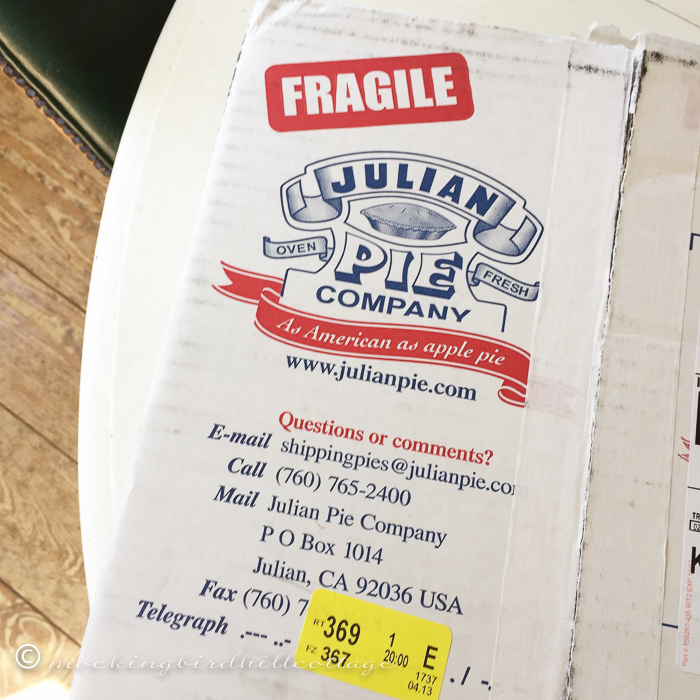 FRAGILE
JULIAN
OVEN PIE FRESH
COMPANY
As American as apple pie
www.julianpie.com
Questions or comments?
E-mail shippingpies@julianpie.co
Call (760) 765-2400
Mail Julian Pie Company
P O Box 1014
Julian, CA 92036 USA
Fax (760) 7
Telegraph .--- ..- . / -.
RT 369 1
FZ 367 20:00 E
1737
04.13
© mockingbirdhillcottage